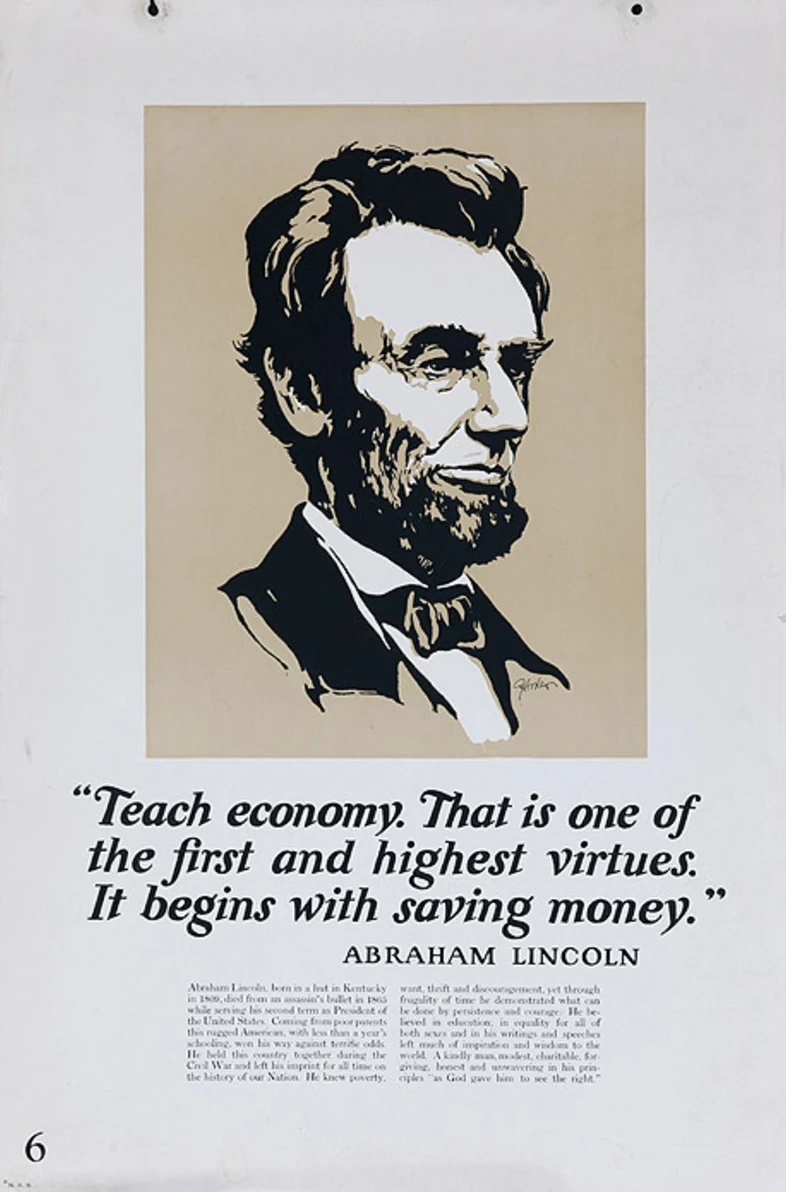 “Teach economy. That is one of
the first and highest virtues.
It begins with saving money.”
ABRAHAM LINCOLN
Abraham Lincoln, born in a hut in Kentucky
in 1809, died from an assassin's bullet in 1865
while serving his second term as President of
the United States. Coming from poor parents
this rugged American, with less than a year's
schooling, won his way against terrific odds.
He held this country together during the
Civil War and left his imprint for all time on
the history of our Nation. He knew poverty,
want, thrift and discouragement, yet through
frugality of time he demonstrated what can
be done by persistence and courage. He be-
lieved in education; in equality for all of
both sexes and in his writings and speeches
left much of inspiration and wisdom to the
world. A kindly man, modest, charitable, for-
giving, honest and unwavering in his prin-
ciples “as God gave him to see the right.”
6